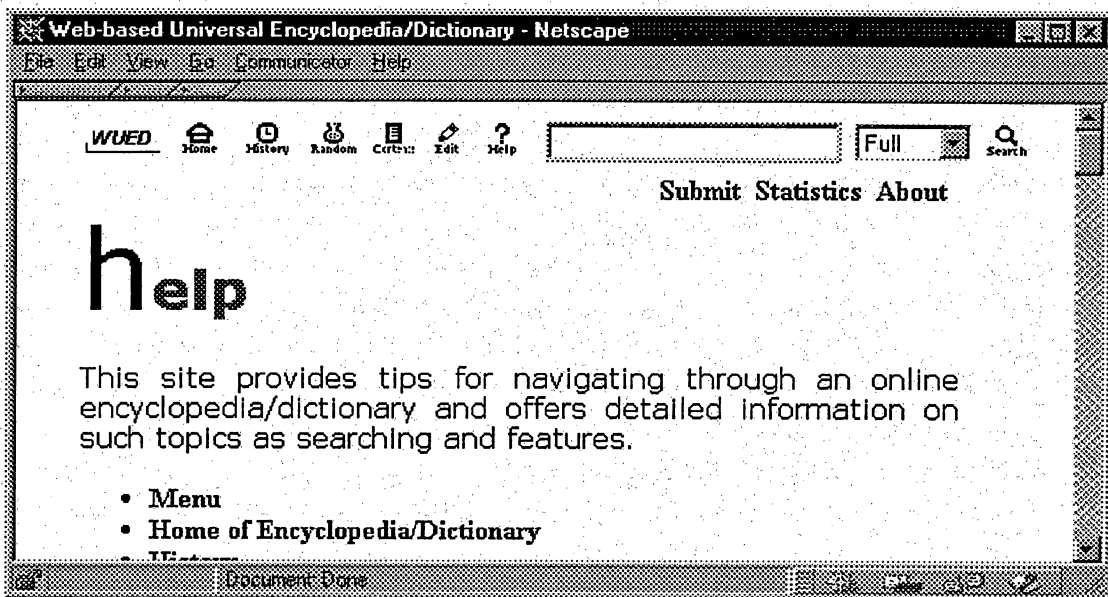 Web-based Universal Encyclopedia/Dictionary - Netscape
File Edit View Go Communicator Help
WUED Home History Random Edit Help Full Search
Submit Statistics About
help
This site provides tips for navigating through an online
encyclopedia/dictionary and offers detailed information on
such topics as searching and features.
• Menu
• Home of Encyclopedia/Dictionary
• History
Document: Done